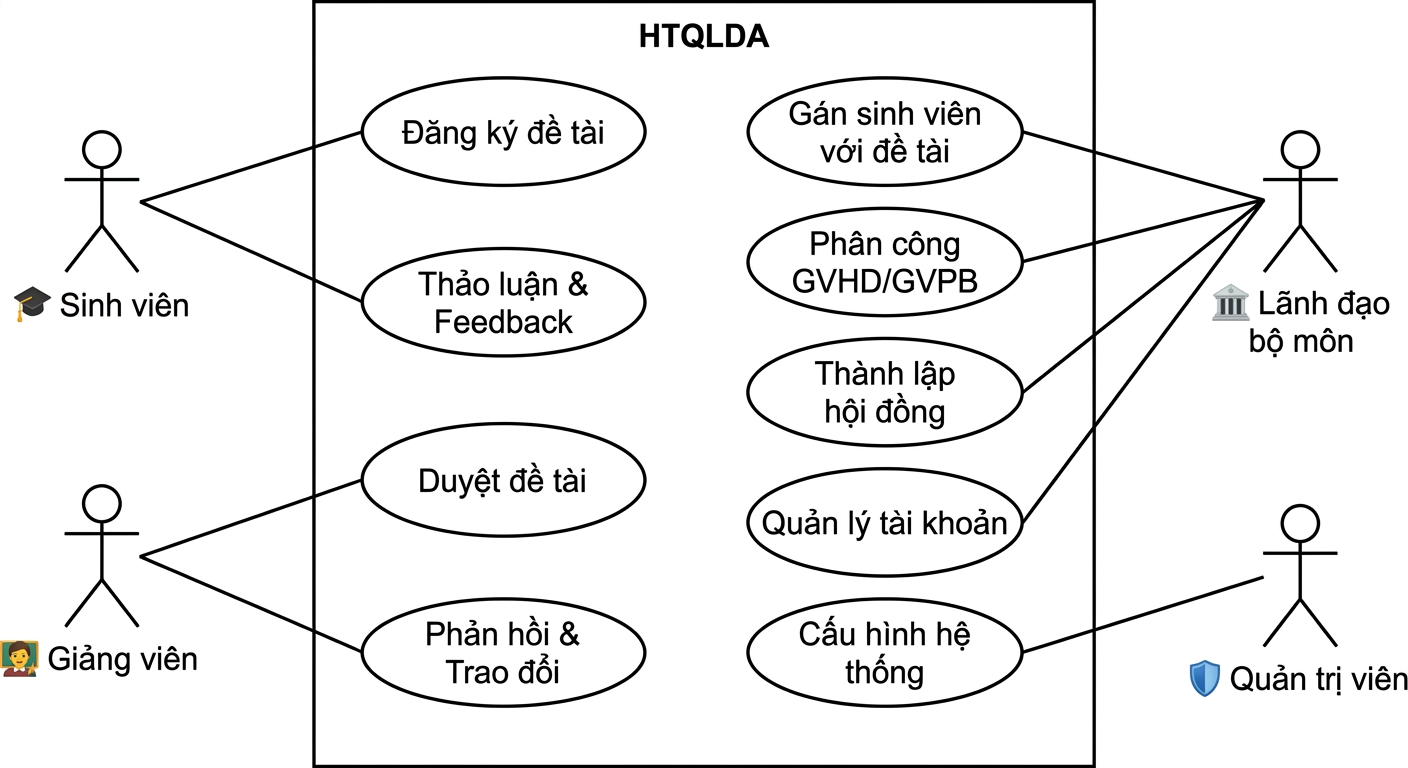 HTQLDA
Đăng ký đề tài
Thảo luận &
Feedback
Duyệt đề tài
Phản hồi &
Trao đổi
Gán sinh viên
với đề tài
Phân công
GVHD/GVPB
Thành lập
hội đồng
Quản lý tài khoản
Cấu hình hệ
thống
Sinh viên
Giảng viên
Lãnh đạo
bộ môn
Quản trị viên